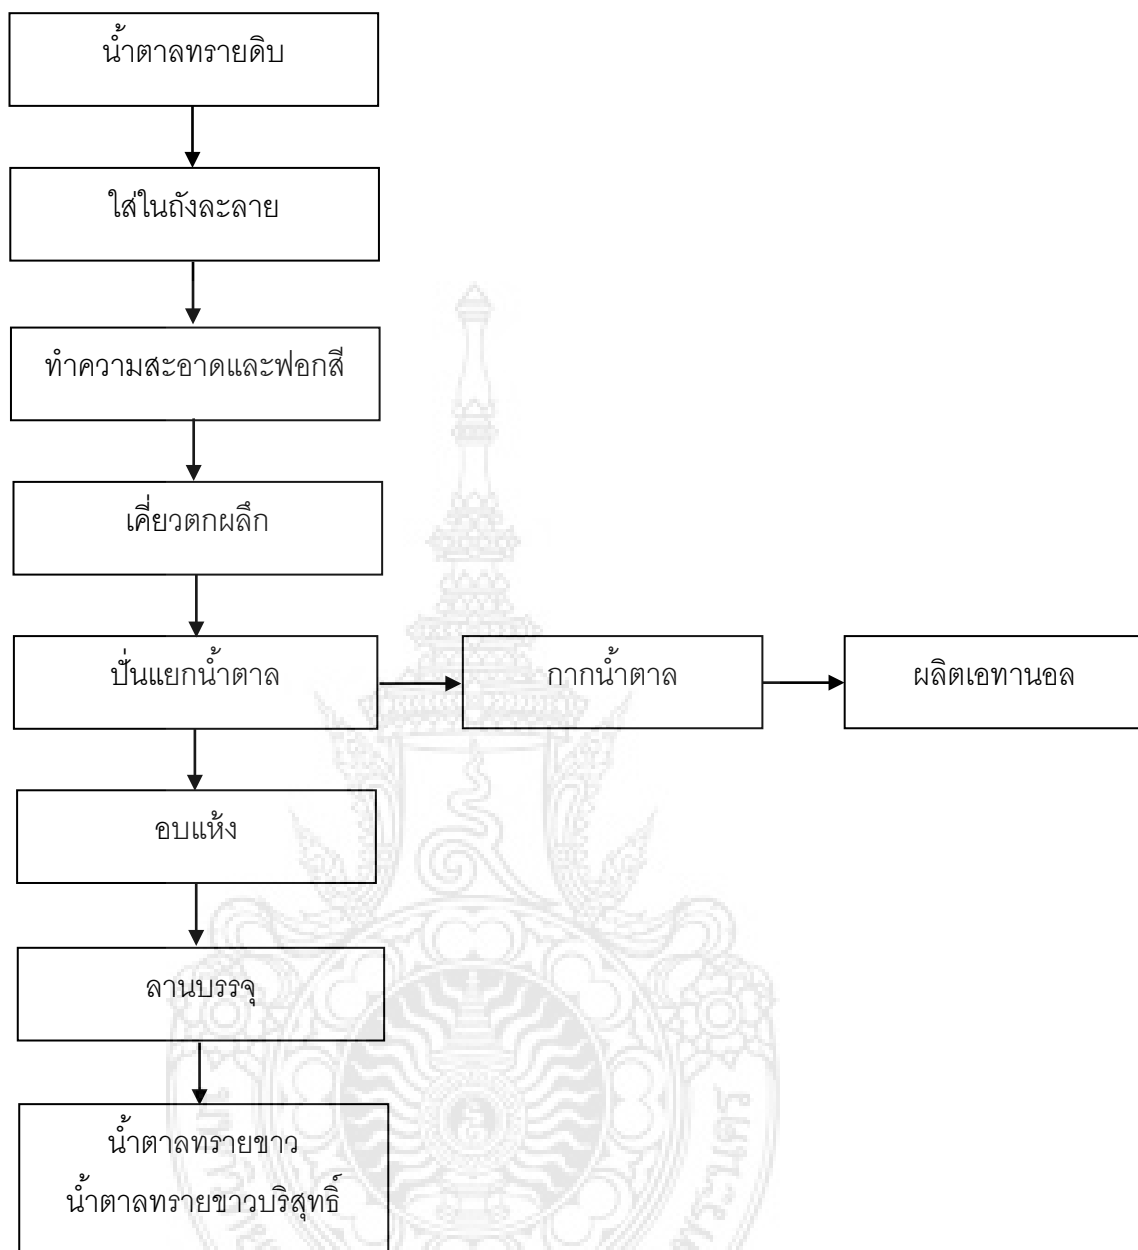 น้ำตาลทรายดิบ
ใส่ในถังละลาย
ทำความสะอาดและฟอกสี
เคี่ยวตกผลึก
ปั่นแยกน้ำตาล
กากน้ำตาล
ผลิตเอทานอล
อบแห้ง
ลานบรรจุ
น้ำตาลทรายขาว
น้ำตาลทรายขาวบริสุทธิ์